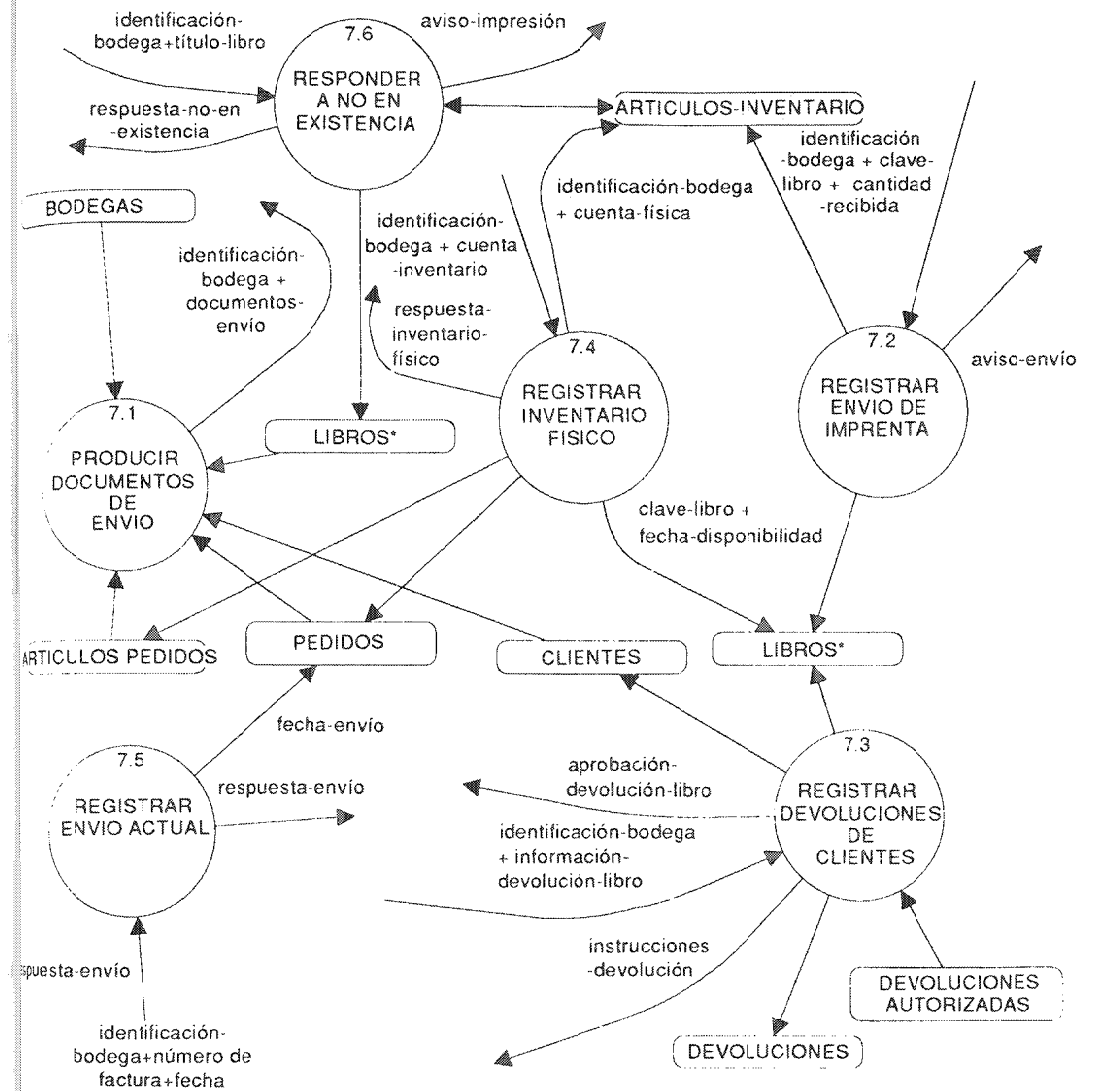 identificación-
bodega+título-libro
aviso-impresión
7.6
RESPONDER
A NO EN
EXISTENCIA
respuesta-no-en
-existencia
ARTICULOS-INVENTARIO
identificación
-bodega + clave-
libro + cantidad
-recibida
identificación-bodega
+ cuenta-física
BODEGAS
identificación-
bodega + cuenta
-inventario
identificación-
bodega +
documentos-
envío
respuesta-
inventario-
físico
7.4
REGISTRAR
INVENTARIO
FISICO
7.2
REGISTRAR
ENVIO DE
IMPRENTA
aviso-envío
7.1
PRODUCIR
DOCUMENTOS
DE
ENVIO
LIBROS*
clave-libro +
fecha-disponibilidad
ARTICLLOS PEDIDOS
PEDIDOS
CLIENTES
LIBROS*
fecha-envío
7.5
REGISTRAR
ENVIO ACTUAL
respuesta-envío
aprobación-
devolución-libro
7.3
REGISTRAR
DEVOLUCIONES
DE
CLIENTES
identificación-bodega
+ información-
devolución-libro
instrucciones
-devolución
spuesta-envío
DEVOLUCIONES
AUTORIZADAS
identificación-
bodega+número de
factura+fecha
DEVOLUCIONES